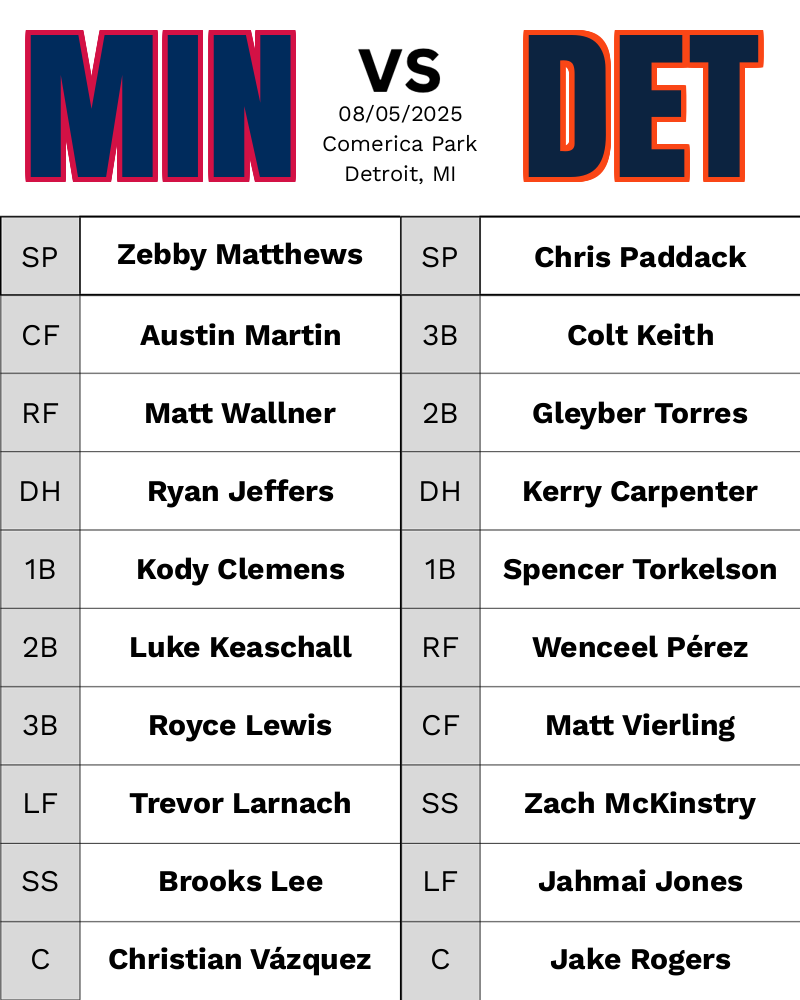 MIN
VS
08/05/2025
Comerica Park
Detroit, MI
DET
SP Zebby Matthews SP Chris Paddack
CF Austin Martin 3B Colt Keith
RF Matt Wallner 2B Gleyber Torres
DH Ryan Jeffers DH Kerry Carpenter
1B Kody Clemens 1B Spencer Torkelson
2B Luke Keaschall RF Wenceel Pérez
3B Royce Lewis CF Matt Vierling
LF Trevor Larnach SS Zach McKinstry
SS Brooks Lee LF Jahmai Jones
C Christian Vázquez C Jake Rogers